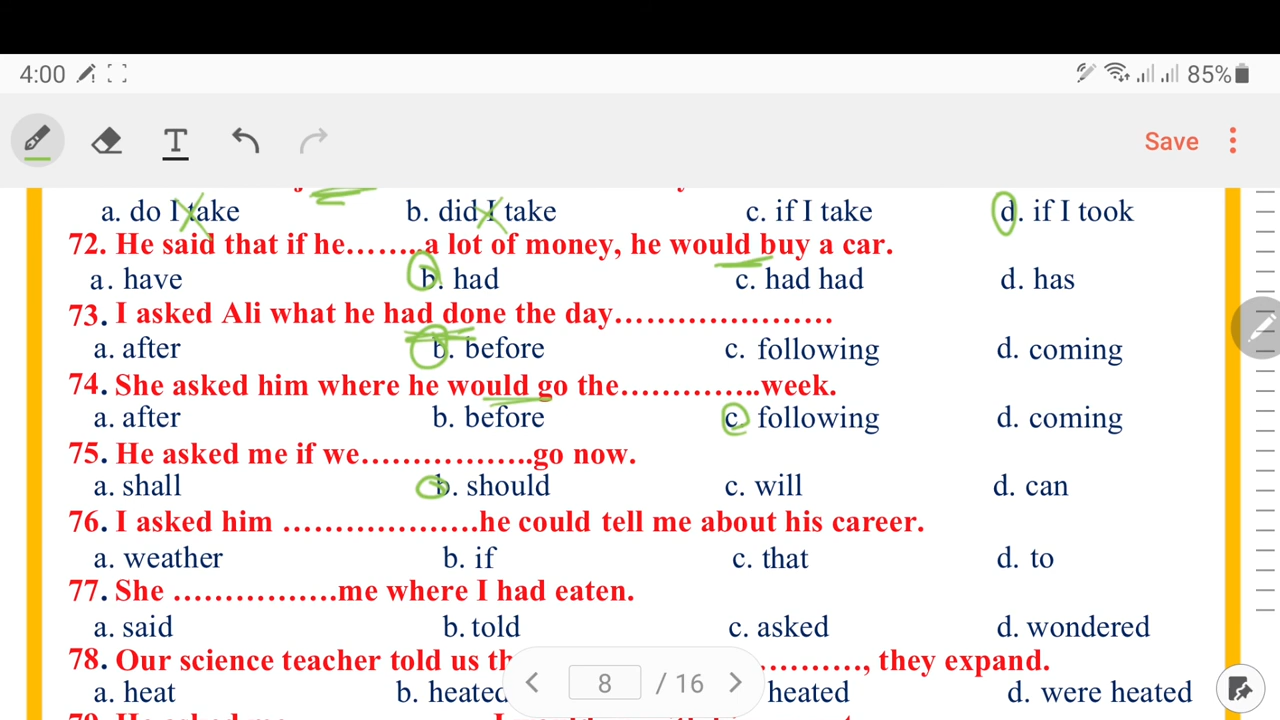 4:00 85%
T Save
a. do I take b. did I take c. if I take d. if I took
72. He said that if he……..a lot of money, he would buy a car.
a. have b. had c. had had d. has
73. I asked Ali what he had done the day…………………
a. after b. before c. following d. coming
74. She asked him where he would go the…………..week.
a. after b. before c. following d. coming
75. He asked me if we……………..go now.
a. shall b. should c. will d. can
76. I asked him ……………….he could tell me about his career.
a. weather b. if c. that d. to
77. She …………….me where I had eaten.
a. said b. told c. asked d. wondered
78. Our science teacher told us …………, they expand.
a. heat b. heated heated d. were heated
8 / 16